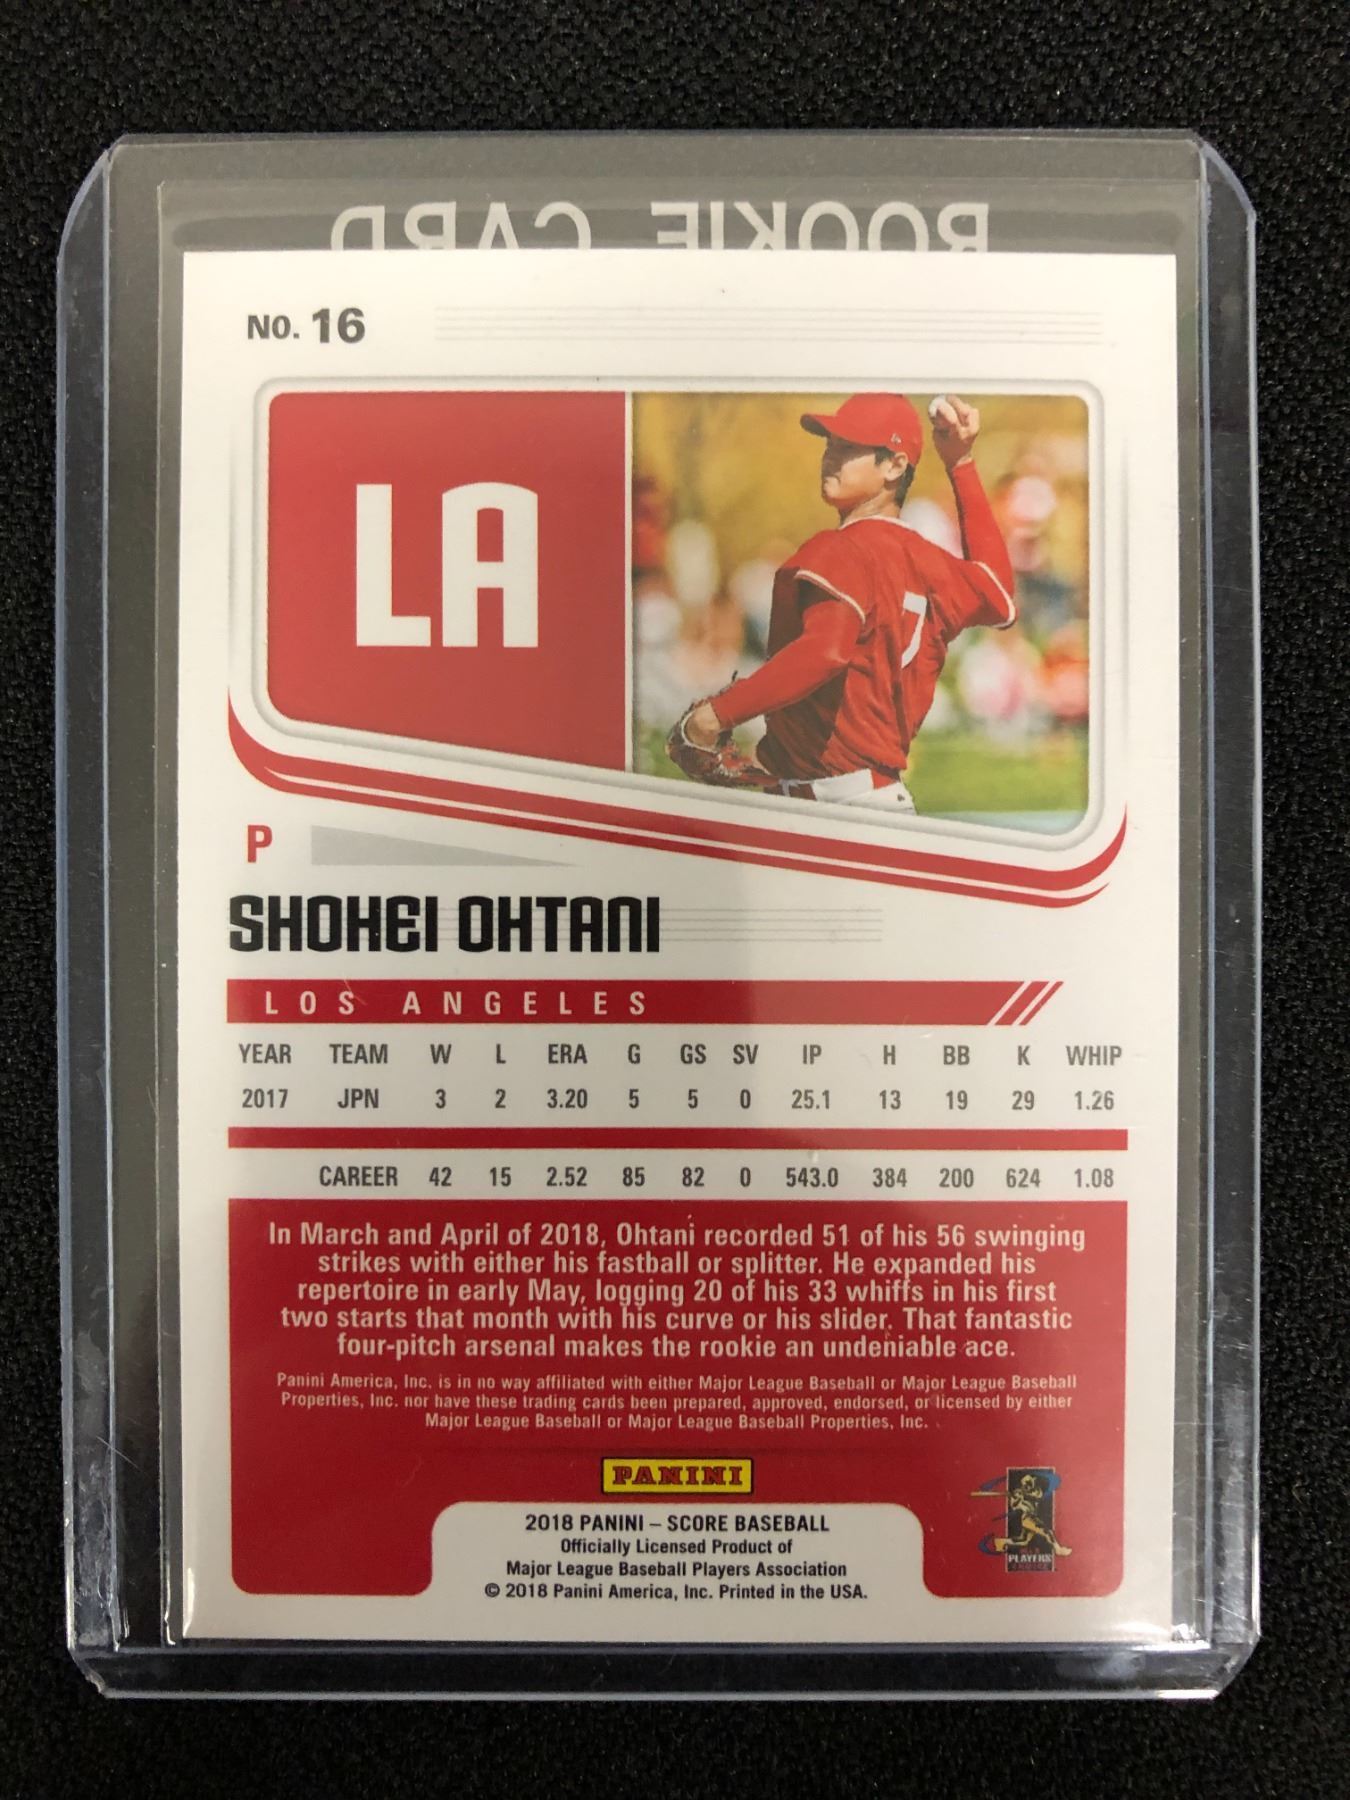 ROOKIE CARD
NO. 16
LA
7
P
SHOHEI OHTANI
LOS ANGELES
YEAR TEAM W L ERA G GS SV IP H BB K WHIP
2017 JPN 3 2 3.20 5 5 0 25.1 13 19 29 1.26
CAREER 42 15 2.52 85 82 0 543.0 384 200 624 1.08
In March and April of 2018, Ohtani recorded 51 of his 56 swinging
strikes with either his fastball or splitter. He expanded his
repertoire in early May, logging 20 of his 33 whiffs in his first
two starts that month with his curve or his slider. That fantastic
four-pitch arsenal makes the rookie an undeniable ace.
Panini America, Inc. is in no way affiliated with either Major League Baseball or Major League Baseball
Properties, Inc. nor have these trading cards been prepared, approved, endorsed, or licensed by either
Major League Baseball or Major League Baseball Properties, Inc.
PANINI
2018 PANINI – SCORE BASEBALL
Officially Licensed Product of
Major League Baseball Players Association
© 2018 Panini America, Inc. Printed in the USA.
PLAYERS